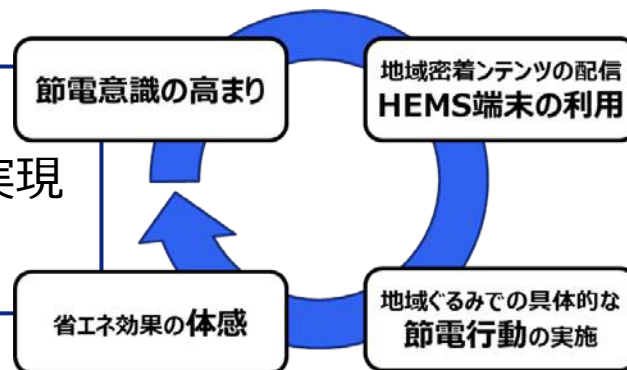 節電意識の高まり
地域密着ンテンツの配信
HEMS端末の利用
実現
省エネ効果の体感
地域ぐるみでの具体的な
節電行動の実施